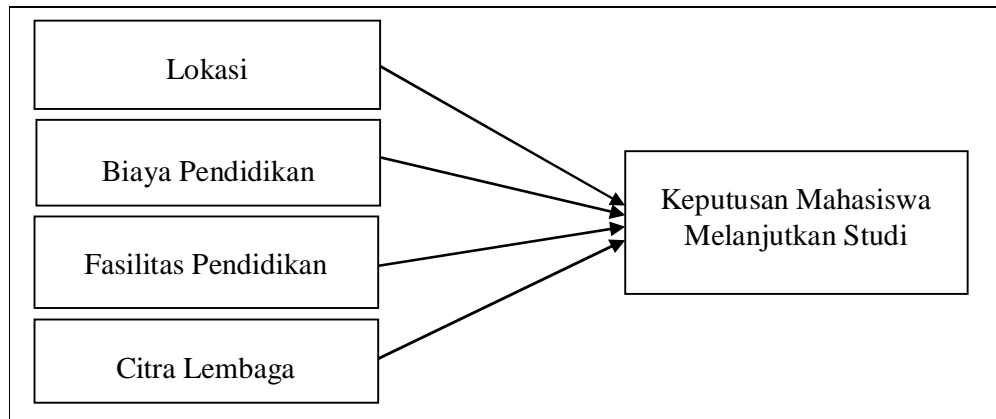 Lokasi
Biaya Pendidikan
Fasilitas Pendidikan
Citra Lembaga
Keputusan Mahasiswa
Melanjutkan Studi